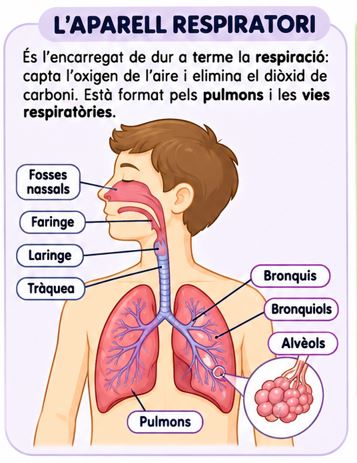 L'APARELL RESPIRATORI
És l'encarregat de dur a terme la respiració:
capta l'oxigen de l'aire i elimina el diòxid de
carboni. Està format pels pulmons i les vies
respiratòries.
Fosses
nassals
Faringe
Laringe
Tràquea
Bronquis
Bronquiols
Alvèols
Pulmons